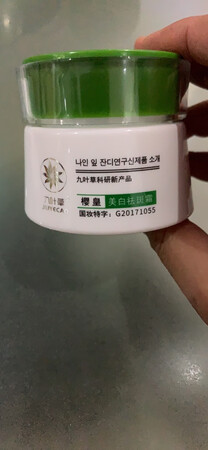 나인 잎 잔디연구신제품 소개
九叶草科研新产品
九叶草
JIUYECA
樱皇 美白祛斑霜
国妆特字：G20171055